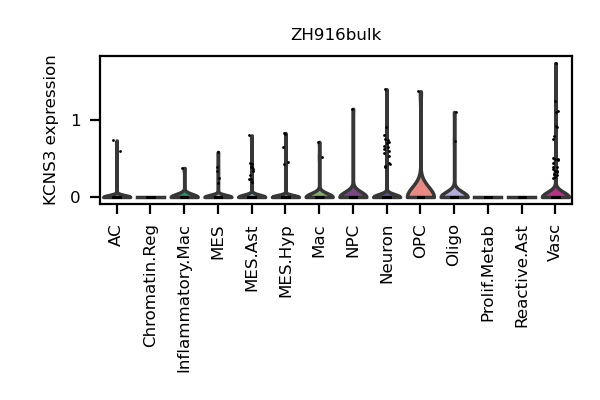 ZH916bulk
KCNS3 expression
1
0
AC
Chromatin.Reg
Inflammatory.Mac
MES
MES.Ast
MES.Hyp
Mac
NPC
Neuron
OPC
Oligo
Prolif.Metab
Reactive.Ast
Vasc